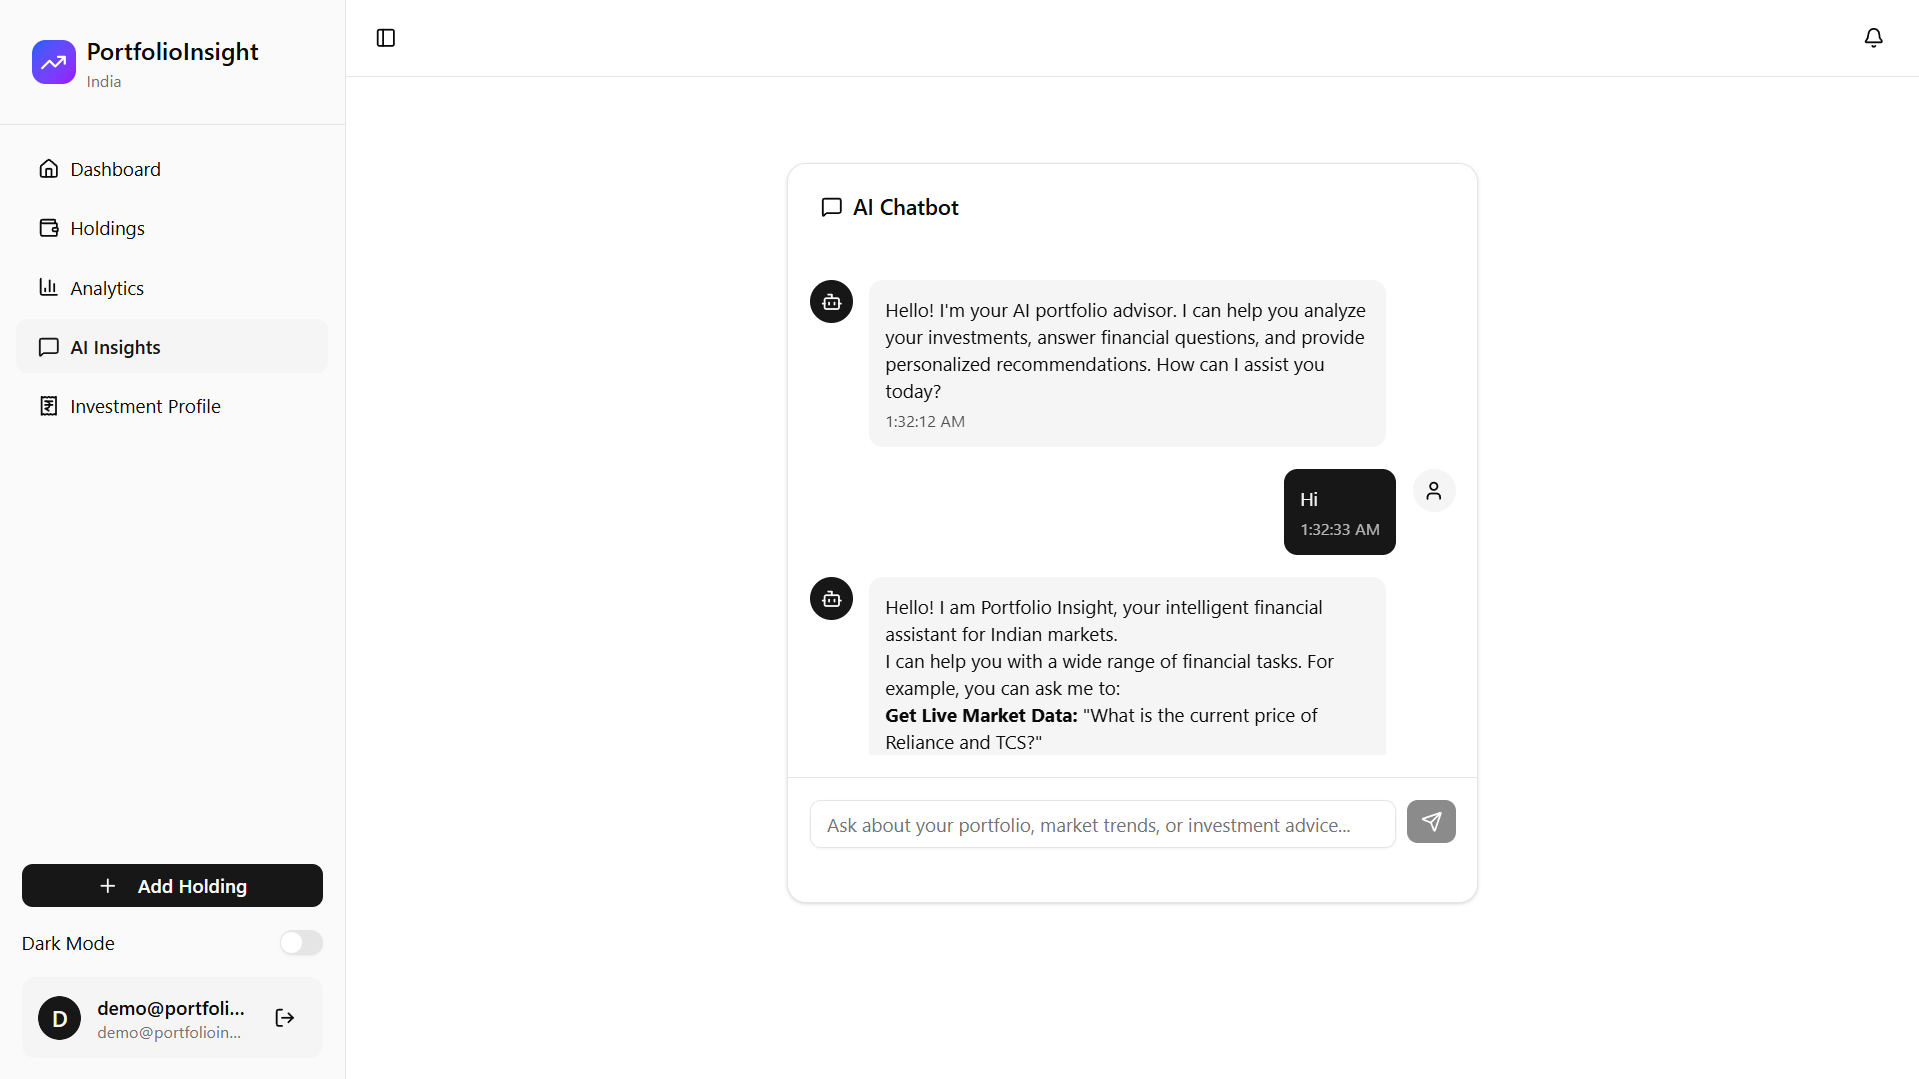 PortfolioInsight
India
Dashboard
Holdings
Analytics
AI Insights
Investment Profile
Add Holding
Dark Mode
D
demo@portfoli...
demo@portfolioin...
AI Chatbot
Hello! I'm your AI portfolio advisor. I can help you analyze
your investments, answer financial questions, and provide
personalized recommendations. How can I assist you
today?
1:32:12 AM
Hi
1:32:33 AM
Hello! I am Portfolio Insight, your intelligent financial
assistant for Indian markets.
I can help you with a wide range of financial tasks. For
example, you can ask me to:
Get Live Market Data: "What is the current price of
Reliance and TCS?"
Ask about your portfolio, market trends, or investment advice...